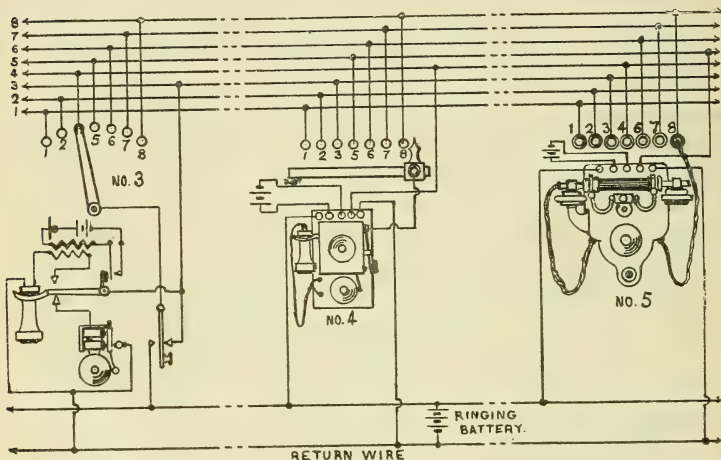 8
7
6
5
4
3
2
1
1 2 5 6 7 8
1 2 3 5 6 7 8
1 2 3 4 6 7 8
NO. 3
NO. 4
NO. 5
RINGING
BATTERY.
RETURN WIRE